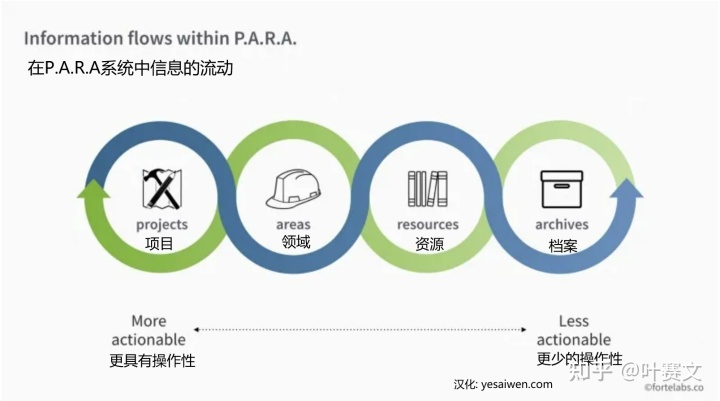 Information flows within P.A.R.A.
在P.A.R.A系统中信息的流动
projects
项目
areas
领域
resources
资源
archives
档案
More
actionable
更具有操作性
Less
actionable
更少的操作性
汉化: yesaiwen.com
知乎 @叶赛文
©fortelabs.co